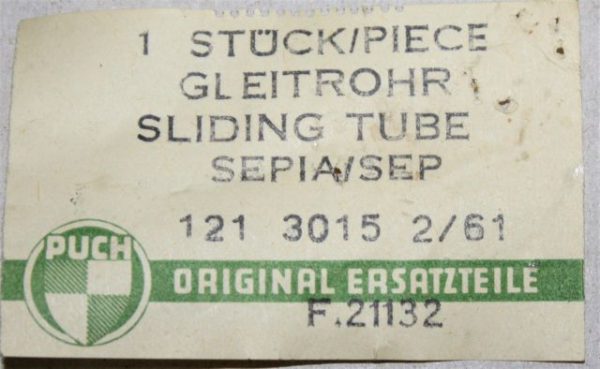 1 STÜCK/PIECE
GLEITROHR
SLIDING TUBE
SEPIA/SEP
121 3015 2/61
PUCH
ORIGINAL ERSATZTEILE
F.21132